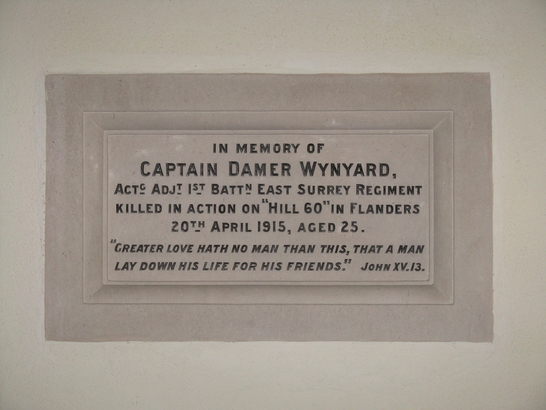 IN MEMORY OF
CAPTAIN DAMER WYNYARD,
ACTG ADJT 1ST BATTN EAST SURREY REGIMENT
KILLED IN ACTION ON "HILL 60" IN FLANDERS
20TH APRIL 1915, AGED 25.
"GREATER LOVE HATH NO MAN THAN THIS, THAT A MAN
LAY DOWN HIS LIFE FOR HIS FRIENDS." JOHN XV.13.